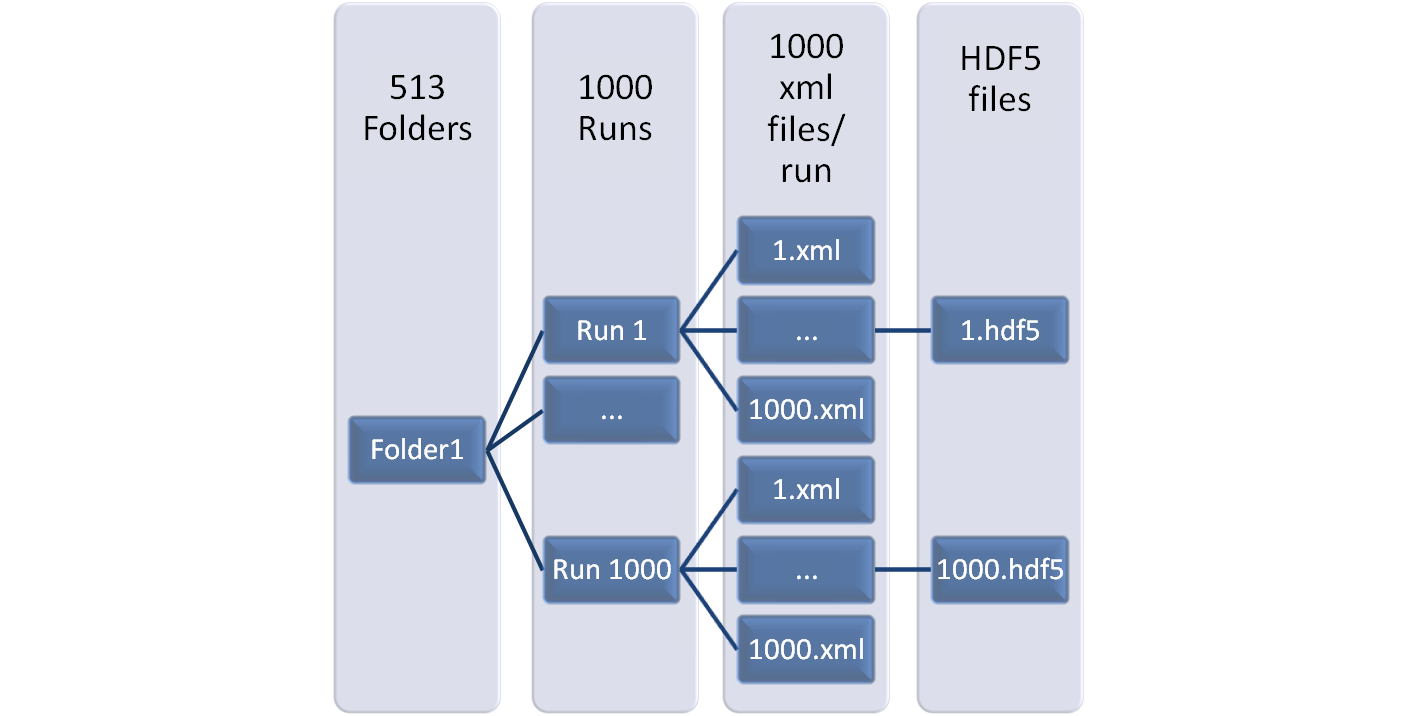 513
Folders
1000
Runs
1000
xml
files/
run
HDF5
files
Folder1
Run 1
...
Run 1000
1.xml
...
1000.xml
1.xml
...
1000.xml
1.hdf5
1000.hdf5